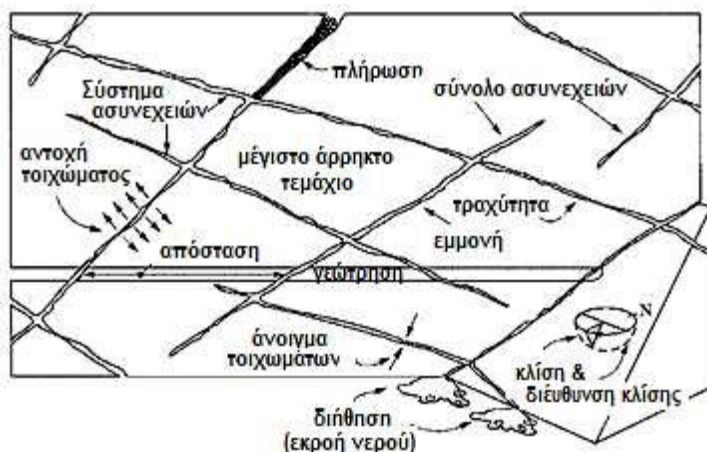 πλήρωση
Σύστημα
ασυνεχειών
σύνολο ασυνεχειών
αντοχή
τοιχώματος
μέγιστο άρρηκτο
τεμάχιο
τραχύτητα
εμμονή
απόσταση
γεώτρηση
άνοιγμα
τοιχωμάτων
N
κλίση &
διέυθυνση κλίσης
διήθηση
(εκροή νερού)